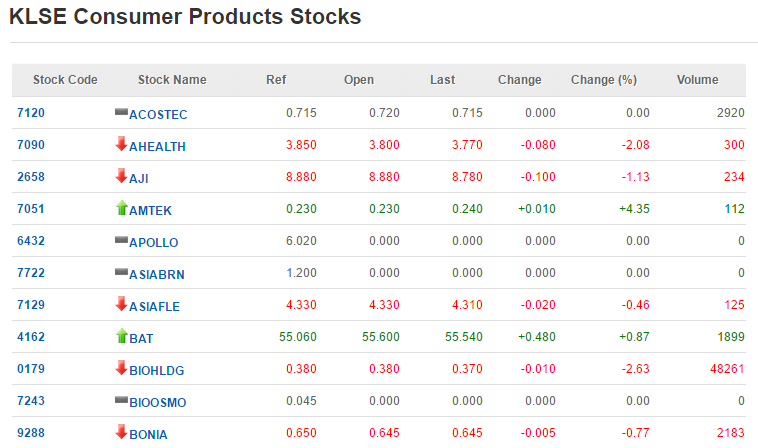 KLSE Consumer Products Stocks
Stock Code Stock Name Ref Open Last Change Change (%) Volume
7120 ACOSTEC 0.715 0.720 0.715 0.000 0.00 2920
7090 AHEALTH 3.850 3.800 3.770 -0.080 -2.08 300
2658 AJI 8.880 8.880 8.780 -0.100 -1.13 234
7051 AMTEK 0.230 0.230 0.240 +0.010 +4.35 112
6432 APOLLO 6.020 0.000 0.000 0.000 0.00 0
7722 ASIABRN 1.200 0.000 0.000 0.000 0.00 0
7129 ASIAFLE 4.330 4.330 4.310 -0.020 -0.46 125
4162 BAT 55.060 55.600 55.540 +0.480 +0.87 1899
0179 BIOHLDG 0.380 0.380 0.370 -0.010 -2.63 48261
7243 BIOOSMO 0.045 0.000 0.000 0.000 0.00 0
9288 BONIA 0.650 0.645 0.645 -0.005 -0.77 2183